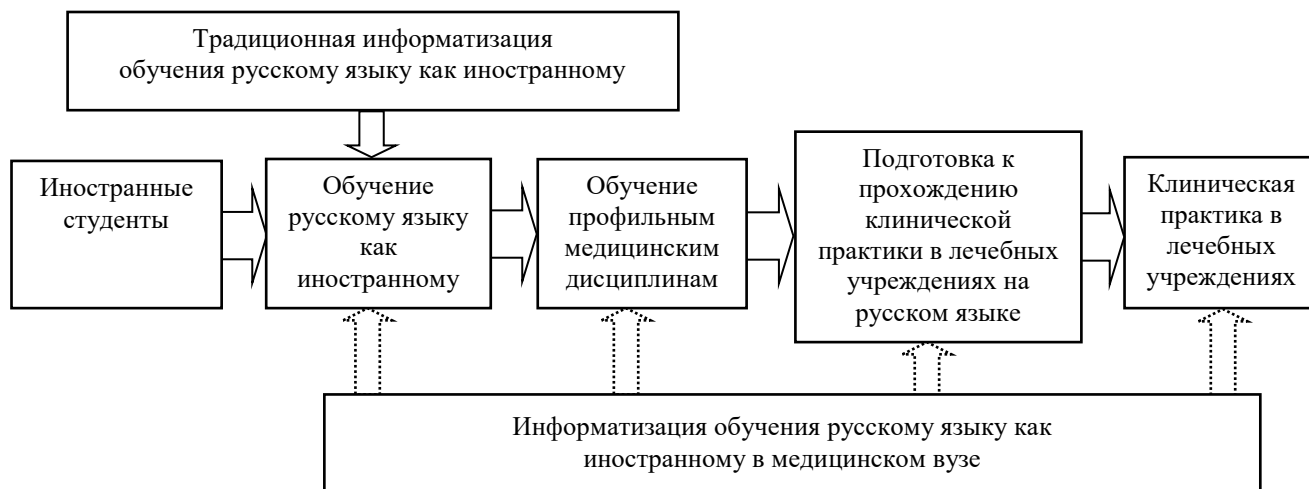 Традиционная информатизация
обучения русскому языку как иностранному
Иностранные
студенты
Обучение
русскому языку
как
иностранному
Обучение
профильным
медицинским
дисциплинам
Подготовка к
прохождению
клинической
практики в лечебных
учреждениях на
русском языке
Клиническая
практика в
лечебных
учреждениях
Информатизация обучения русскому языку как
иностранному в медицинском вузе